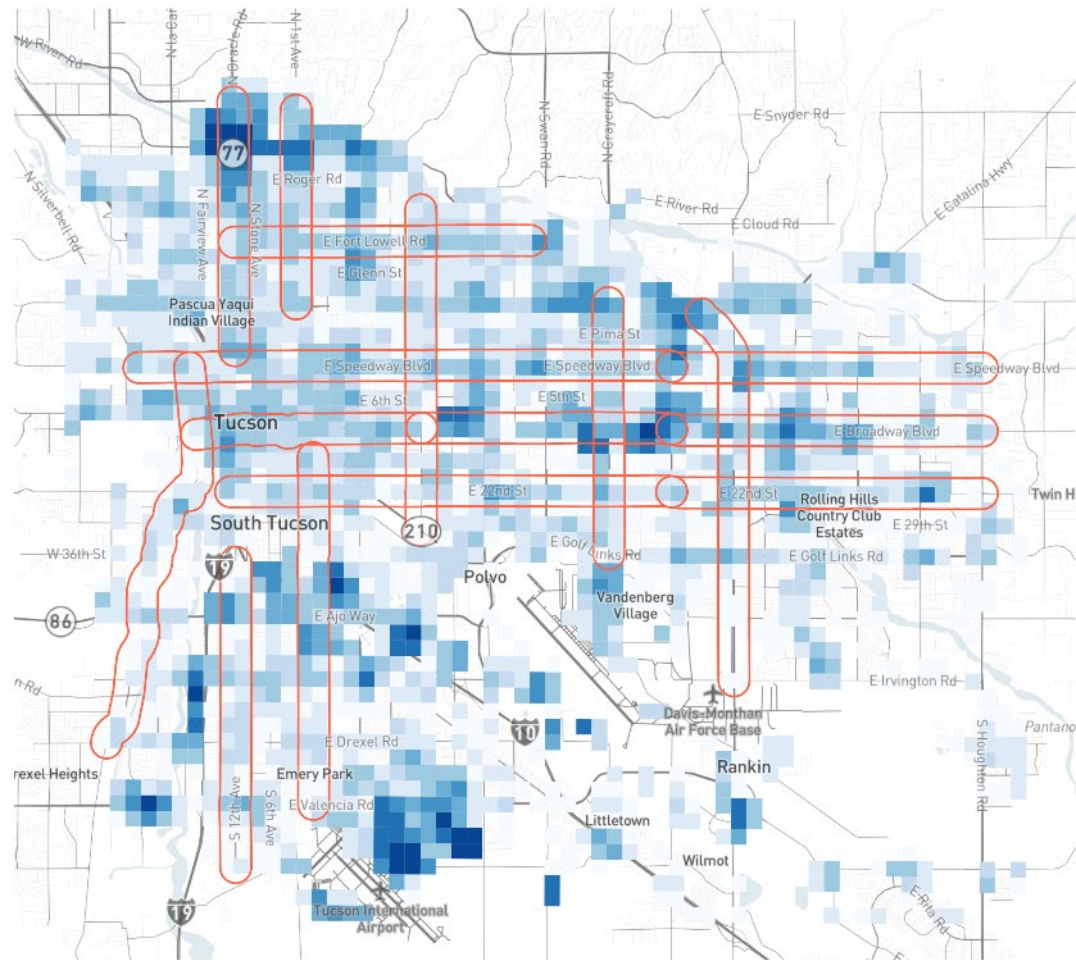 W River Rd
N la Car
N Oracle Rd
N 1st Ave
N Silverbell Rd
77
E Roger Rd
N Fairview Ave
N Stone Ave
N Swan Rd
N Craycroft Rd
E Snyder Rd
E Catalina Hwy
E River Rd
E Cloud Rd
E Fort Lowell Rd
E Glenn St
Pascua Yaqui
Indian Village
E Pima St
E Speedway Blvd
E Speedway Blvd
E Speedway Blvd
E 6th St
E 5th St
Tucson
E Broadway Blvd
E 22nd St
E 22nd St
Rolling Hills
Country Club
Estates
Twin H
South Tucson
210
E 29th St
W 36th St
19
E Golf Links Rd
E Golf Links Rd
Polvo
Vandenberg
Village
86
E Ajo Way
n Rd
E Irvington Rd
Davis-Monthan
Air Force Base
S Houghton Rd
Pantano
10
E Drexel Rd
rexel Heights
Emery Park
Rankin
S 12th Ave
S 6th Ave
E Valencia Rd
Littletown
Wilmot
19
Tucson International
Airport
E Rita Rd
E